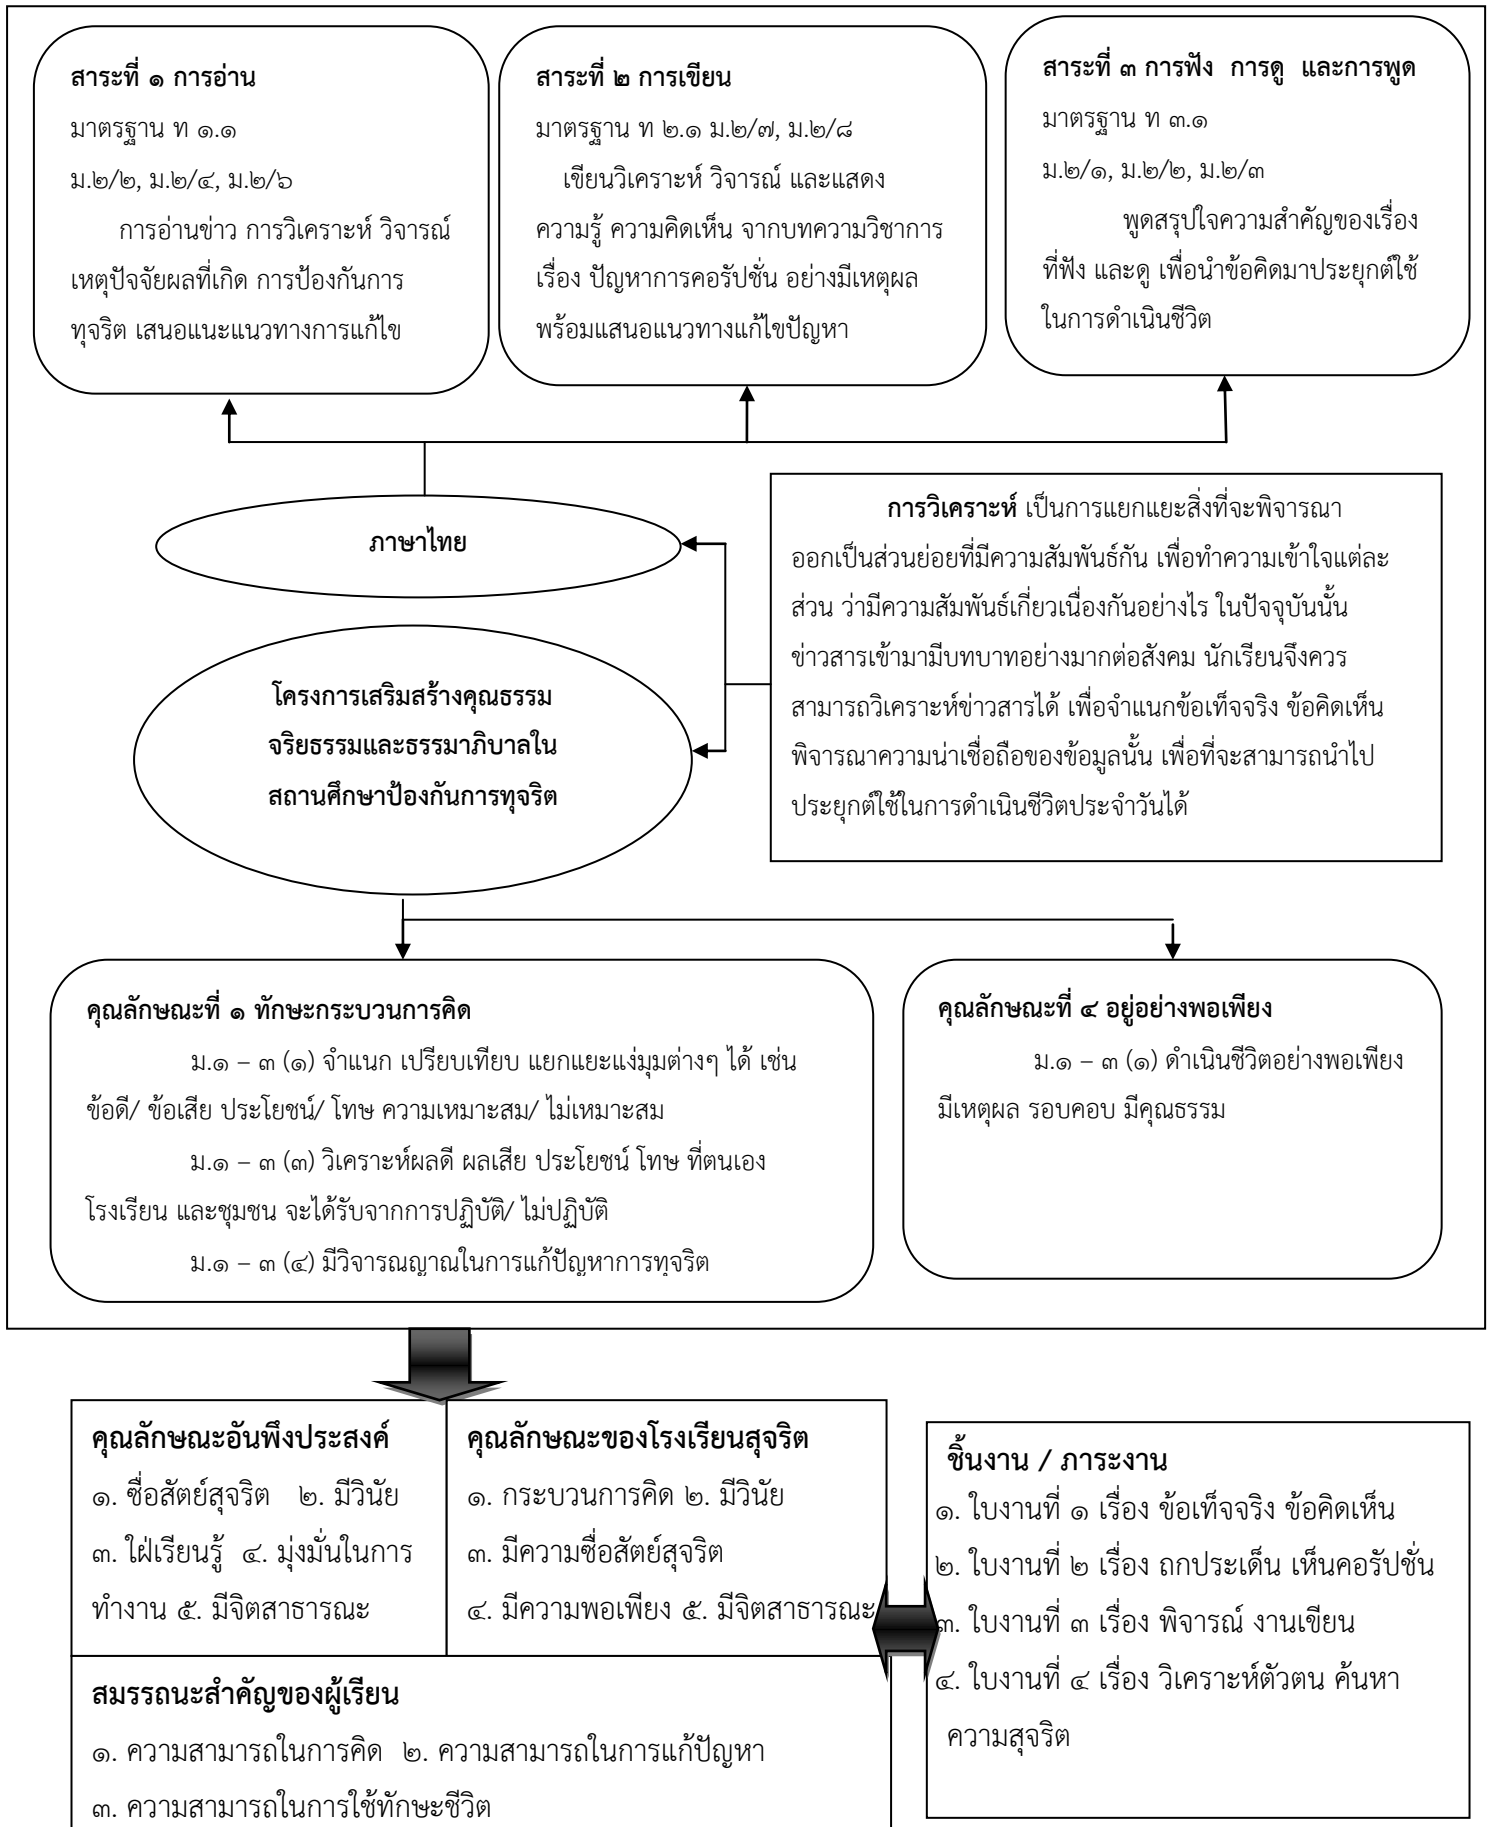 สาระที่ ๑ การอ่าน
มาตรฐาน ท ๑.๑
ม.๒/๒, ม.๒/๔, ม.๒/๖
การอ่านข่าว การวิเคราะห์ วิจารณ์
เหตุปัจจัยผลที่เกิด การป้องกันการ
ทุจริต เสนอแนะแนวทางการแก้ไข
สาระที่ ๒ การเขียน
มาตรฐาน ท ๒.๑ ม.๒/๗, ม.๒/๘
เขียนวิเคราะห์ วิจารณ์ และแสดง
ความรู้ ความคิดเห็น จากบทความวิชาการ
เรื่อง ปัญหาการคอรัปชั่น อย่างมีเหตุผล
พร้อมแสนอแนวทางแก้ไขปัญหา
สาระที่ ๓ การฟัง การดู และการพูด
มาตรฐาน ท ๓.๑
ม.๒/๑, ม.๒/๒, ม.๒/๓
พูดสรุปใจความสำคัญของเรื่อง
ที่ฟัง และดู เพื่อนำข้อคิดมาประยุกต์ใช้
ในการดำเนินชีวิต
ภาษาไทย
การวิเคราะห์ เป็นการแยกแยะสิ่งที่จะพิจารณา
ออกเป็นส่วนย่อยที่มีความสัมพันธ์กัน เพื่อทำความเข้าใจแต่ละ
ส่วน ว่ามีความสัมพันธ์เกี่ยวเนื่องกันอย่างไร ในปัจจุบันนั้น
ข่าวสารเข้ามามีบทบาทอย่างมากต่อสังคม นักเรียนจึงควร
สามารถวิเคราะห์ข่าวสารได้ เพื่อจำแนกข้อเท็จจริง ข้อคิดเห็น
พิจารณาความน่าเชื่อถือของข้อมูลนั้น เพื่อที่จะสามารถนำไป
ประยุกต์ใช้ในการดำเนินชีวิตประจำวันได้
โครงการเสริมสร้างคุณธรรม
จริยธรรมและธรรมาภิบาลใน
สถานศึกษาป้องกันการทุจริต
คุณลักษณะที่ ๑ ทักษะกระบวนการคิด
ม.๑ – ๓ (๑) จำแนก เปรียบเทียบ แยกแยะแง่มุมต่างๆ ได้ เช่น
ข้อดี/ ข้อเสีย ประโยชน์/ โทษ ความเหมาะสม/ ไม่เหมาะสม
ม.๑ – ๓ (๓) วิเคราะห์ผลดี ผลเสีย ประโยชน์ โทษ ที่ตนเอง
โรงเรียน และชุมชน จะได้รับจากการปฏิบัติ/ ไม่ปฏิบัติ
ม.๑ – ๓ (๔) มีวิจารณญาณในการแก้ปัญหาการทุจริต
คุณลักษณะที่ ๔ อยู่อย่างพอเพียง
ม.๑ – ๓ (๑) ดำเนินชีวิตอย่างพอเพียง
มีเหตุผล รอบคอบ มีคุณธรรม
คุณลักษณะอันพึงประสงค์
๑. ซื่อสัตย์สุจริต ๒. มีวินัย
๓. ใฝ่เรียนรู้ ๔. มุ่งมั่นในการ
ทำงาน ๕. มีจิตสาธารณะ
คุณลักษณะของโรงเรียนสุจริต
๑. กระบวนการคิด ๒. มีวินัย
๓. มีความซื่อสัตย์สุจริต
๔. มีความพอเพียง ๕. มีจิตสาธารณะ
สมรรถนะสำคัญของผู้เรียน
๑. ความสามารถในการคิด ๒. ความสามารถในการแก้ปัญหา
๓. ความสามารถในการใช้ทักษะชีวิต
ชิ้นงาน / ภาระงาน
๑. ใบงานที่ ๑ เรื่อง ข้อเท็จจริง ข้อคิดเห็น
๒. ใบงานที่ ๒ เรื่อง ถกประเด็น เห็นคอรัปชั่น
๓. ใบงานที่ ๓ เรื่อง พิจารณ์ งานเขียน
๔. ใบงานที่ ๔ เรื่อง วิเคราะห์ตัวตน ค้นหา
ความสุจริต